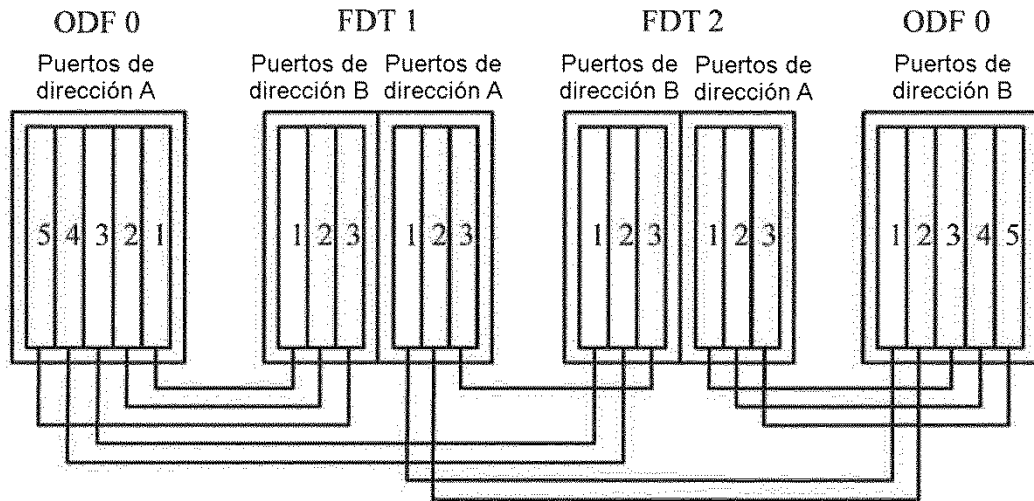 ODF 0 FDT 1 FDT 2 ODF 0
Puertos de dirección A
Puertos de dirección B
Puertos de dirección A
Puertos de dirección B
Puertos de dirección A
Puertos de dirección B
5 4 3 2 1 1 2 3 1 2 3 1 2 3 1 2 3 1 2 3 4 5